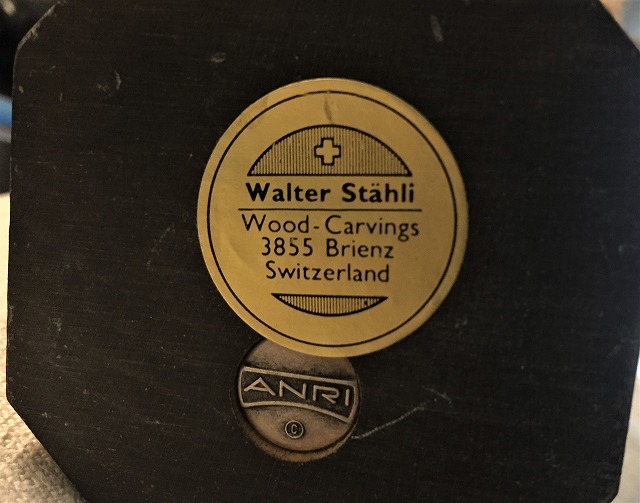 Walter Stähli
Wood-Carvings
3855 Brienz
Switzerland
ANRI
©